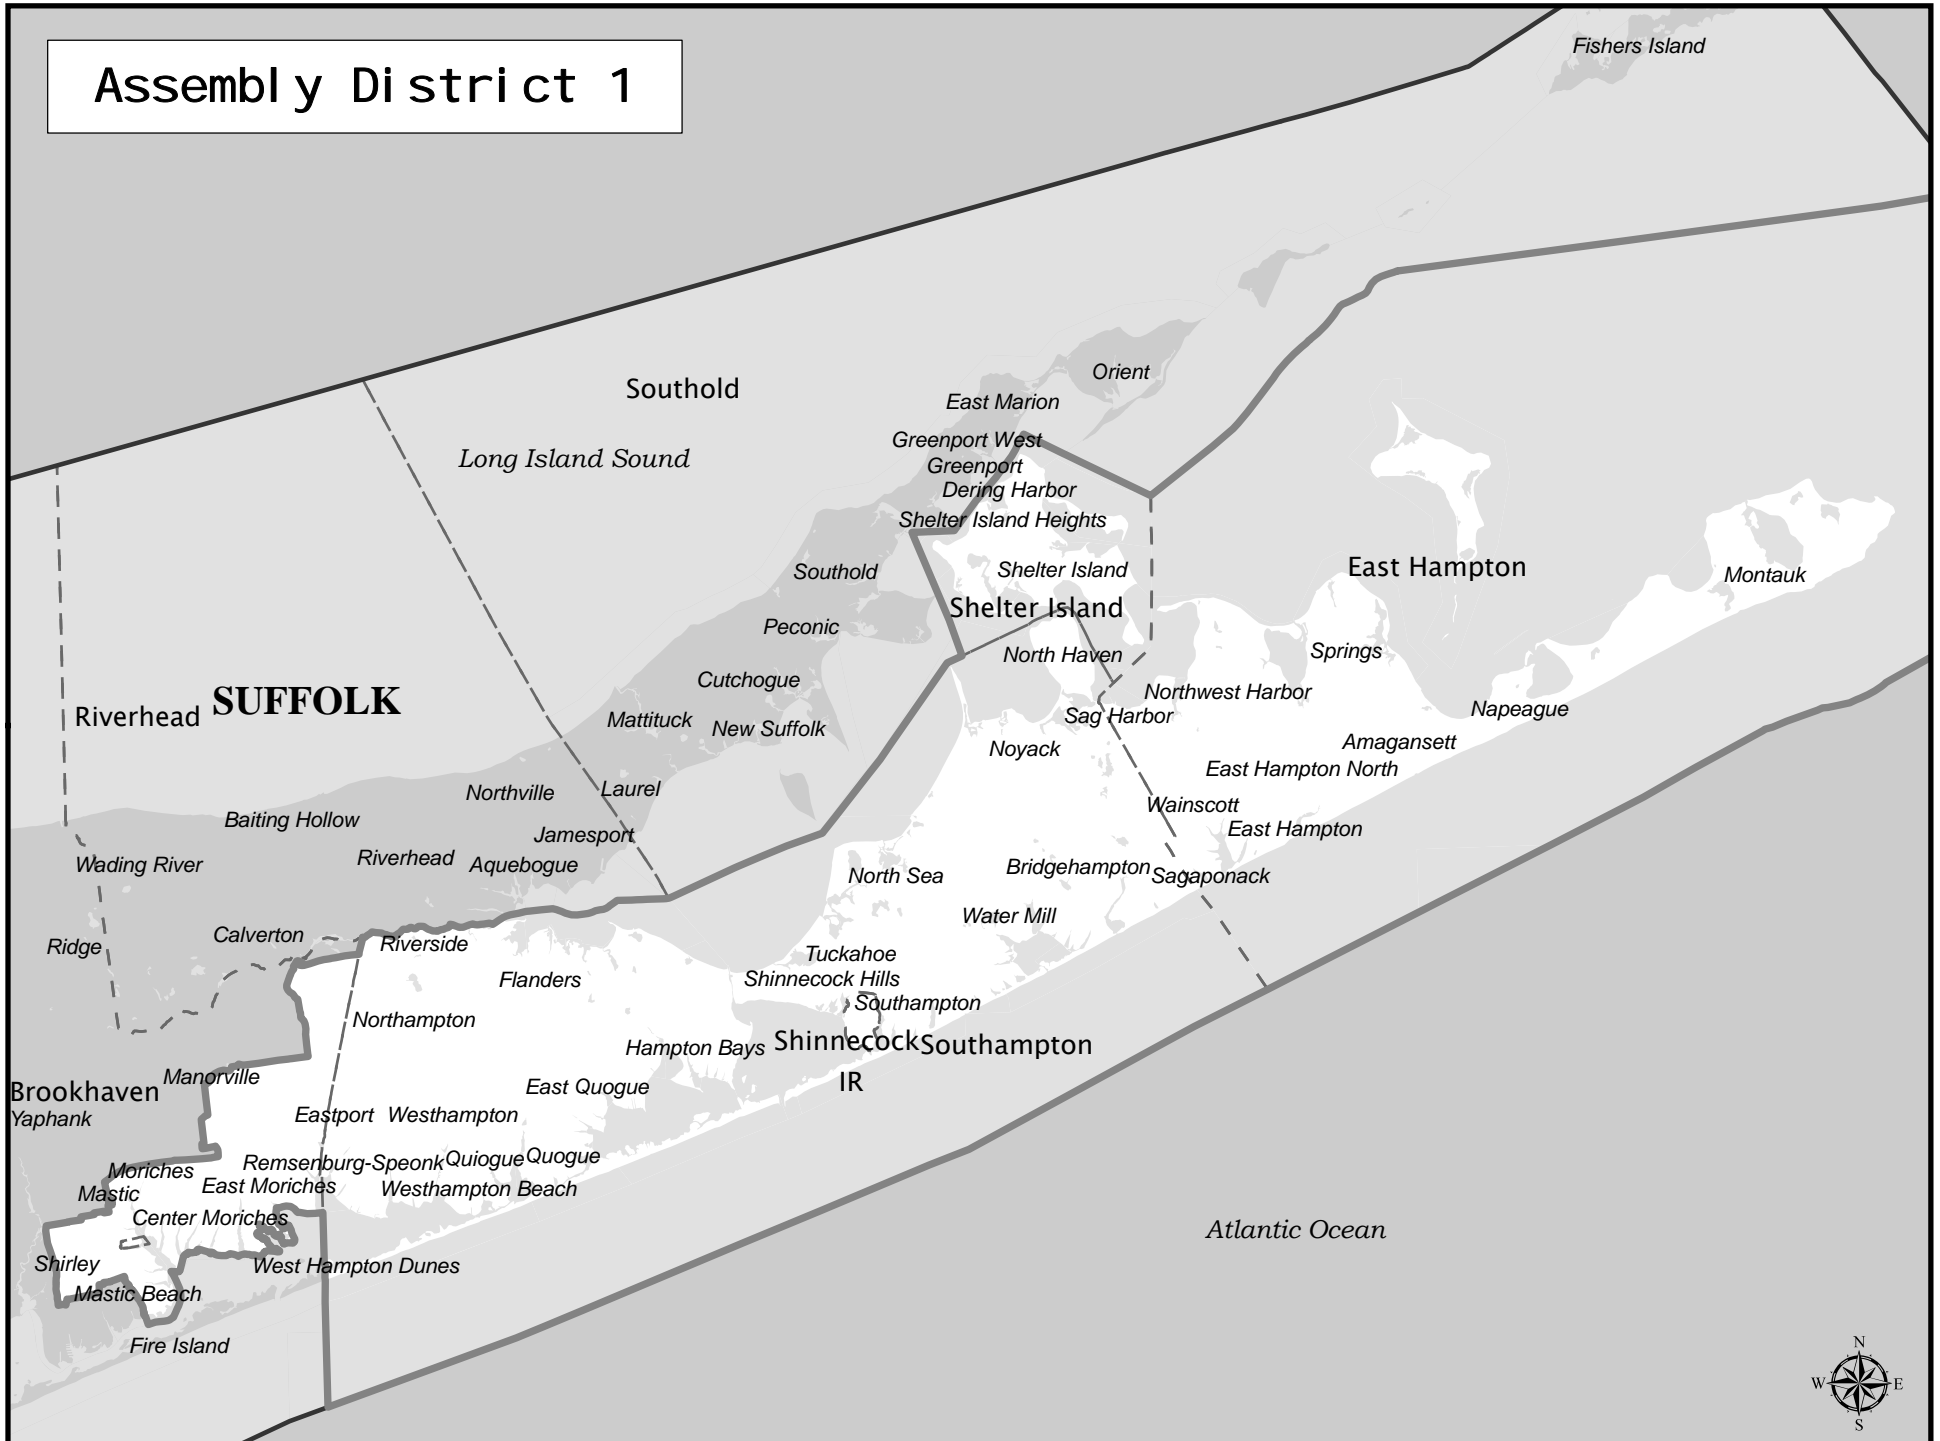 Assembly District 1
Fishers Island
Orient
Southold
East Marion
Greenport West
Long Island Sound
Greenport
Dering Harbor
Shelter Island Heights
Southold
Shelter Island
East Hampton
Montauk
Shelter Island
Peconic
North Haven
Springs
Cutchogue
Northwest Harbor
SUFFOLK
Riverhead
Mattituck
New Suffolk
Sag Harbor
Napeague
Noyack
Amagansett
East Hampton North
Northville
Laurel
Wainscott
Baiting Hollow
Jamesport
East Hampton
Wading River
Riverhead
Aquebogue
North Sea
Bridgehampton
Sagaponack
Water Mill
Calverton
Ridge
Riverside
Tuckahoe
Flanders
Shinnecock Hills
Southampton
Northampton
Hampton Bays
Shinnecock
IR
Southampton
Manorville
Brookhaven
Yaphank
East Quogue
Eastport
Westhampton
Moriches
Remsenburg-Speonk
Quiogue
Quogue
Mastic
East Moriches
Westhampton Beach
Center Moriches
Atlantic Ocean
Shirley
West Hampton Dunes
Mastic Beach
Fire Island
N
W
E
S